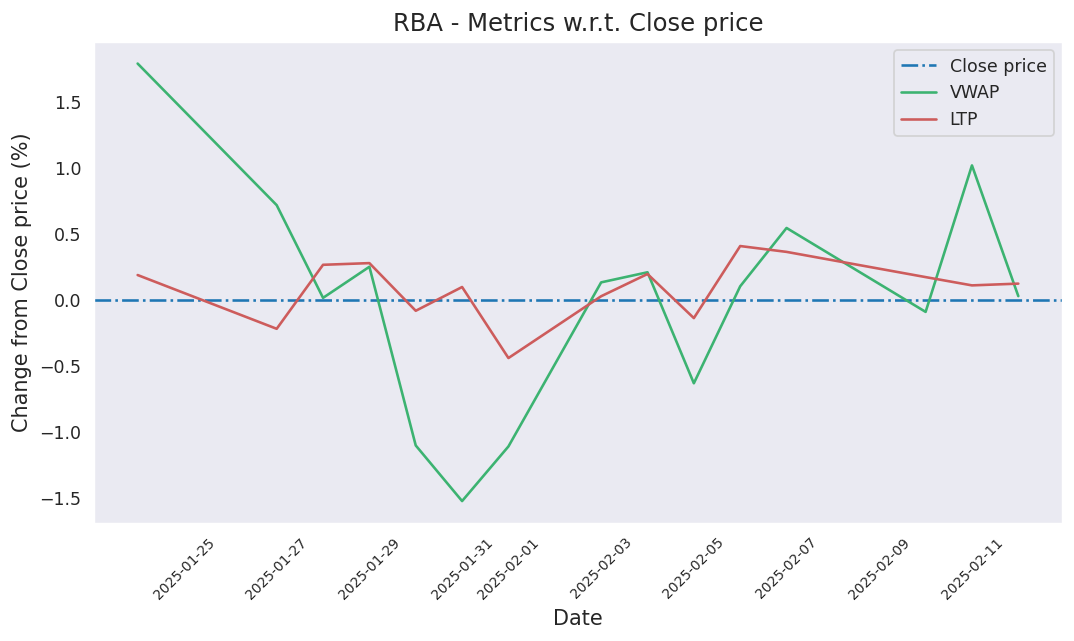 RBA - Metrics w.r.t. Close price
Close price
VWAP
LTP
Change from Close price (%)
1.5
1.0
0.5
0.0
−0.5
−1.0
−1.5
2025-01-25
2025-01-27
2025-01-29
2025-01-31
2025-02-01
2025-02-03
2025-02-05
2025-02-07
2025-02-09
2025-02-11
Date